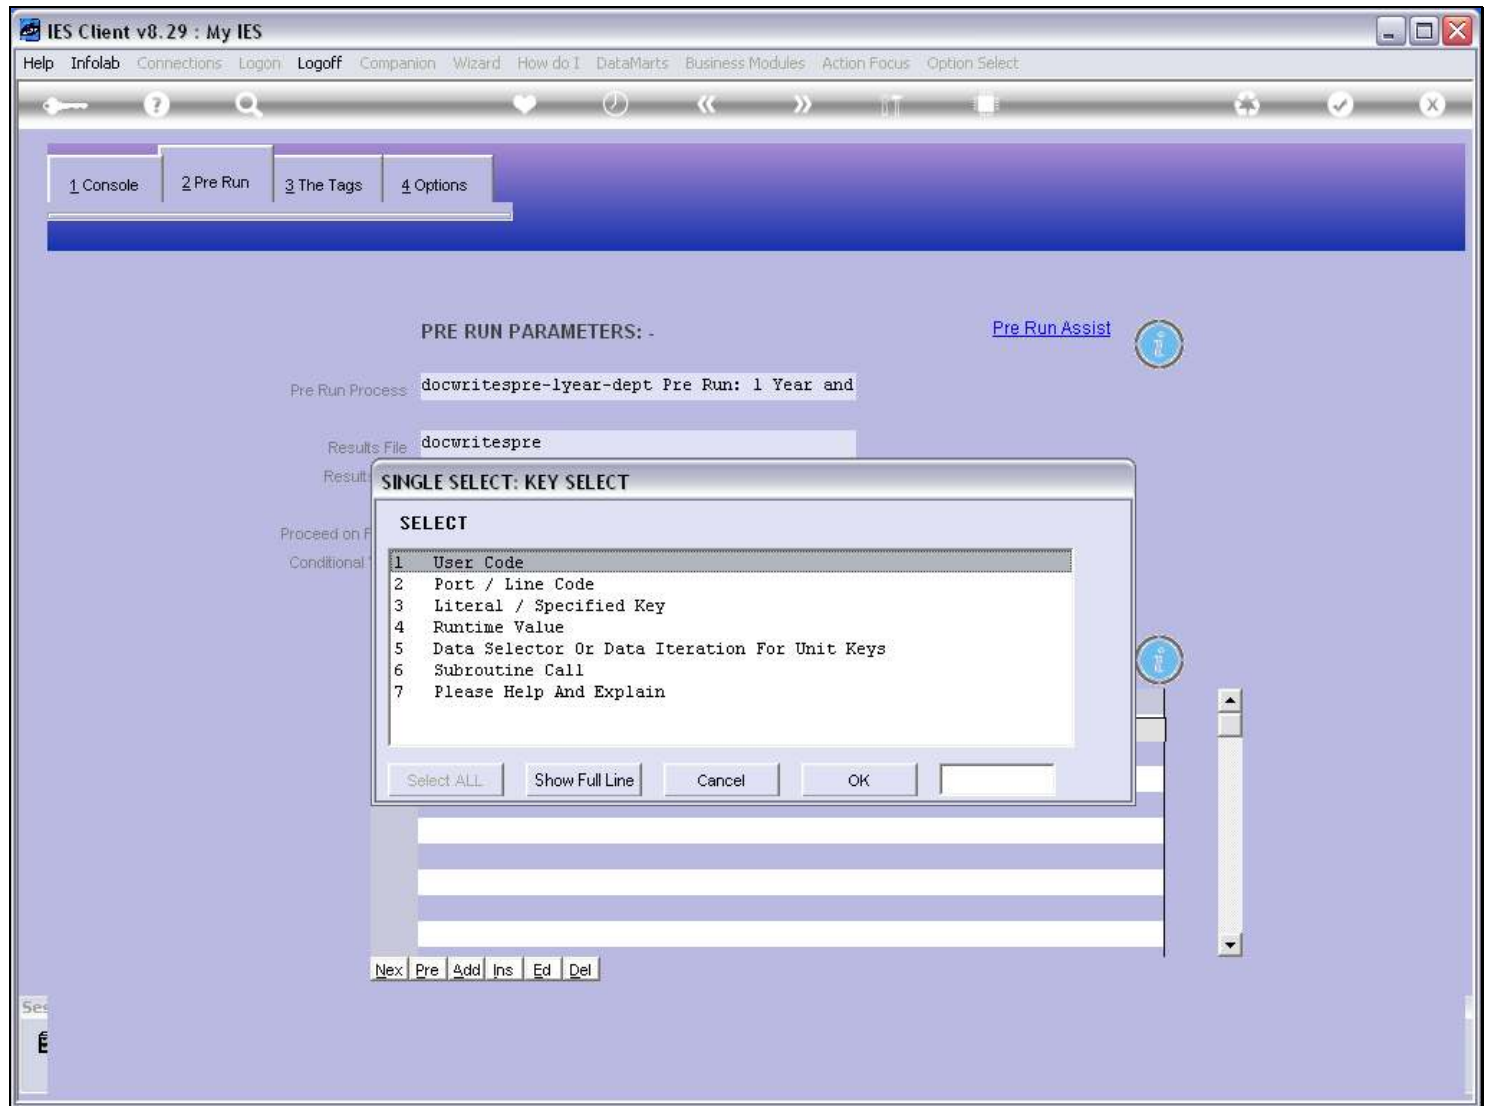 IES Client v8.29 : My IES
Help Infolab Connections Logon Logoff Companion Wizard How do I DataMarts Business Modules Action Focus Option Select
1 Console 2 Pre Run 3 The Tags 4 Options
PRE RUN PARAMETERS: - Pre Run Assist
Pre Run Process docwritespre-1year-dept Pre Run: 1 Year and
Results File docwritespre
Result
SINGLE SELECT: KEY SELECT
SELECT
Proceed on F
Conditional
1 User Code
2 Port / Line Code
3 Literal / Specified Key
4 Runtime Value
5 Data Selector Or Data Iteration For Unit Keys
6 Subroutine Call
7 Please Help And Explain
Select ALL Show Full Line Cancel OK
Nex Pre Add Ins Ed Del
Ses